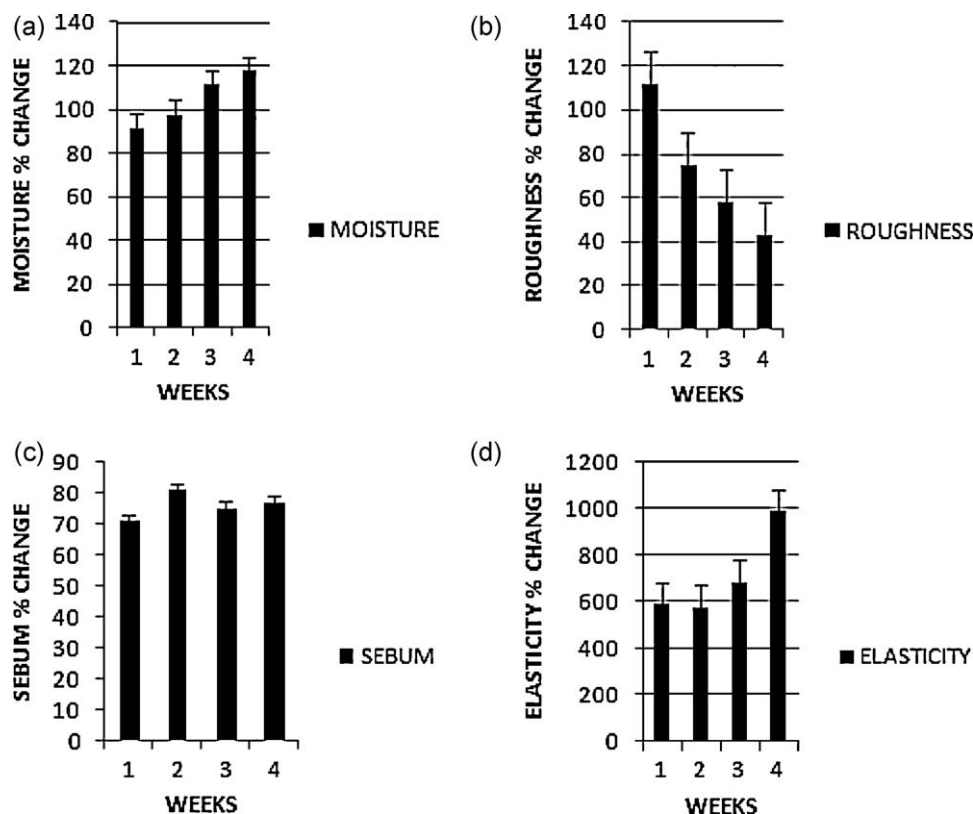 (a)
MOISTURE % CHANGE
140
120
100
80
60
40
20
0
1 2 3 4
WEEKS
MOISTURE
(b)
ROUGHNESS % CHANGE
140
120
100
80
60
40
20
0
1 2 3 4
WEEKS
ROUGHNESS
(c)
SEBUM % CHANGE
90
80
70
60
50
40
30
20
10
0
1 2 3 4
WEEKS
SEBUM
(d)
ELASTICITY % CHANGE
1200
1000
800
600
400
200
0
1 2 3 4
WEEKS
ELASTICITY